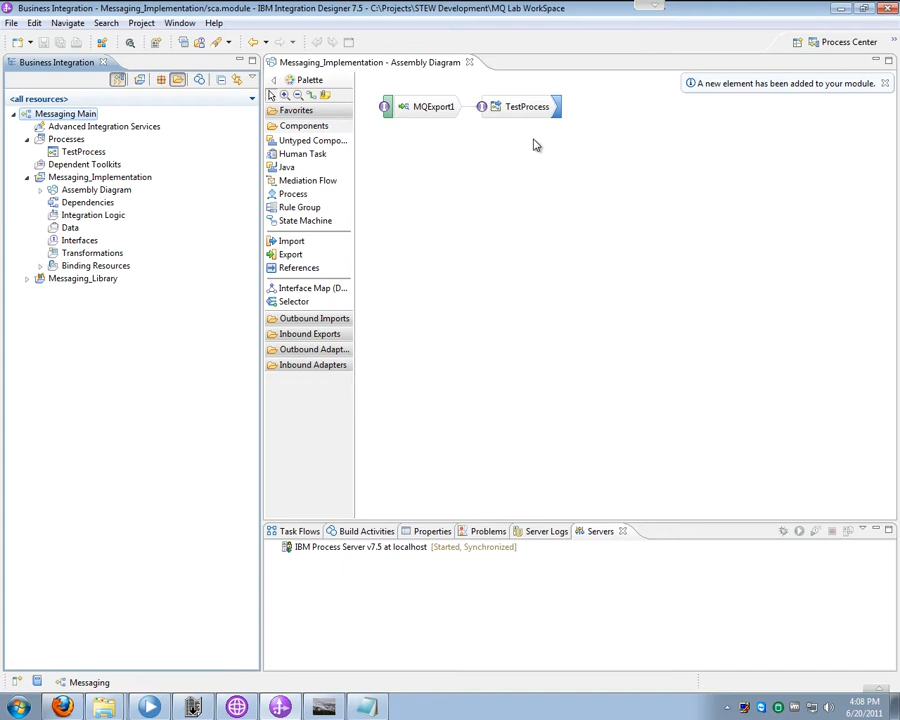 Business Integration - Messaging_Implementation/sca.module - IBM Integration Designer 7.5 - C:\Projects\STEW Development\MQ Lab WorkSpace
File Edit Navigate Search Project Window Help
Process Center
Business Integration
<all resources>
Messaging Main
Advanced Integration Services
Processes
TestProcess
Dependent Toolkits
Messaging_Implementation
Assembly Diagram
Dependencies
Integration Logic
Data
Interfaces
Transformations
Binding Resources
Messaging_Library
Messaging_Implementation - Assembly Diagram
Palette
Favorites
Components
Untyped Compo...
Human Task
Java
Mediation Flow
Process
Rule Group
State Machine
Import
Export
References
Interface Map (D...
Selector
Outbound Imports
Inbound Exports
Outbound Adapt...
Inbound Adapters
A new element has been added to your module.
MQExport1
TestProcess
Task Flows Build Activities Properties Problems Server Logs Servers
IBM Process Server v7.5 at localhost [Started, Synchronized]
Messaging
4:08 PM
6/20/2011